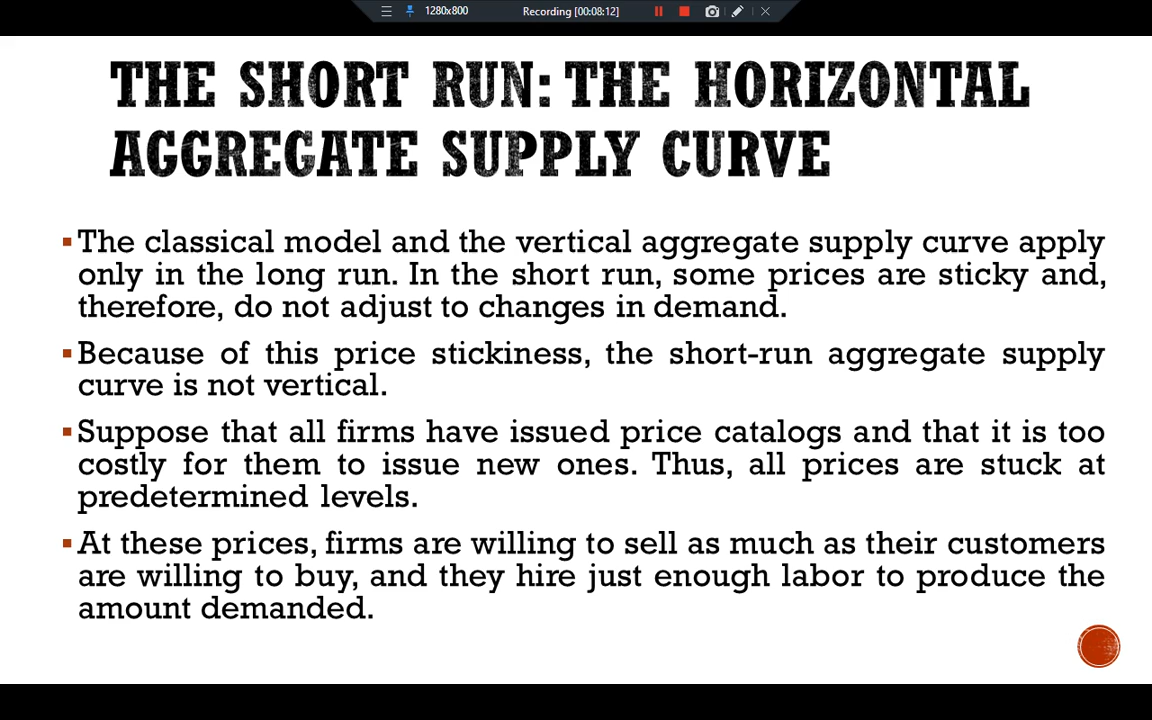 1280x800 Recording [00:08:12]
THE SHORT RUN: THE HORIZONTAL
AGGREGATE SUPPLY CURVE
▪The classical model and the vertical aggregate supply curve apply
only in the long run. In the short run, some prices are sticky and,
therefore, do not adjust to changes in demand.
▪Because of this price stickiness, the short-run aggregate supply
curve is not vertical.
▪Suppose that all firms have issued price catalogs and that it is too
costly for them to issue new ones. Thus, all prices are stuck at
predetermined levels.
▪At these prices, firms are willing to sell as much as their customers
are willing to buy, and they hire just enough labor to produce the
amount demanded.